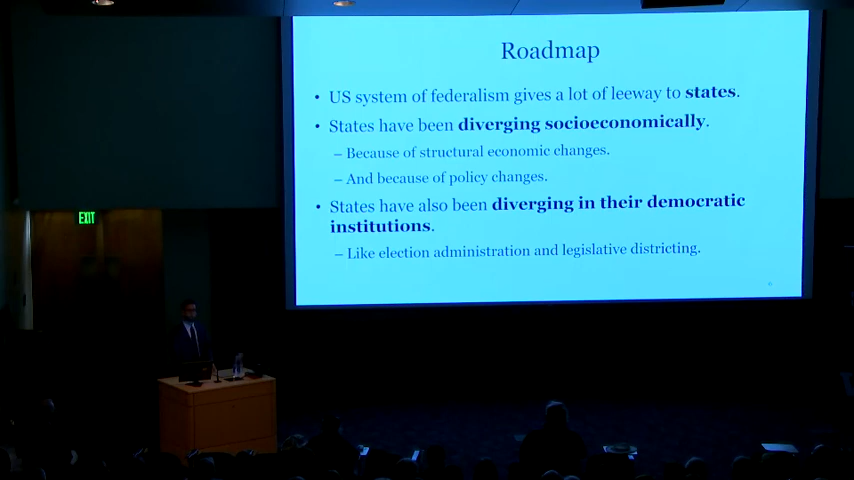 Roadmap
• US system of federalism gives a lot of leeway to states.
• States have been diverging socioeconomically.
– Because of structural economic changes.
– And because of policy changes.
• States have also been diverging in their democratic
institutions.
– Like election administration and legislative districting.
EXIT